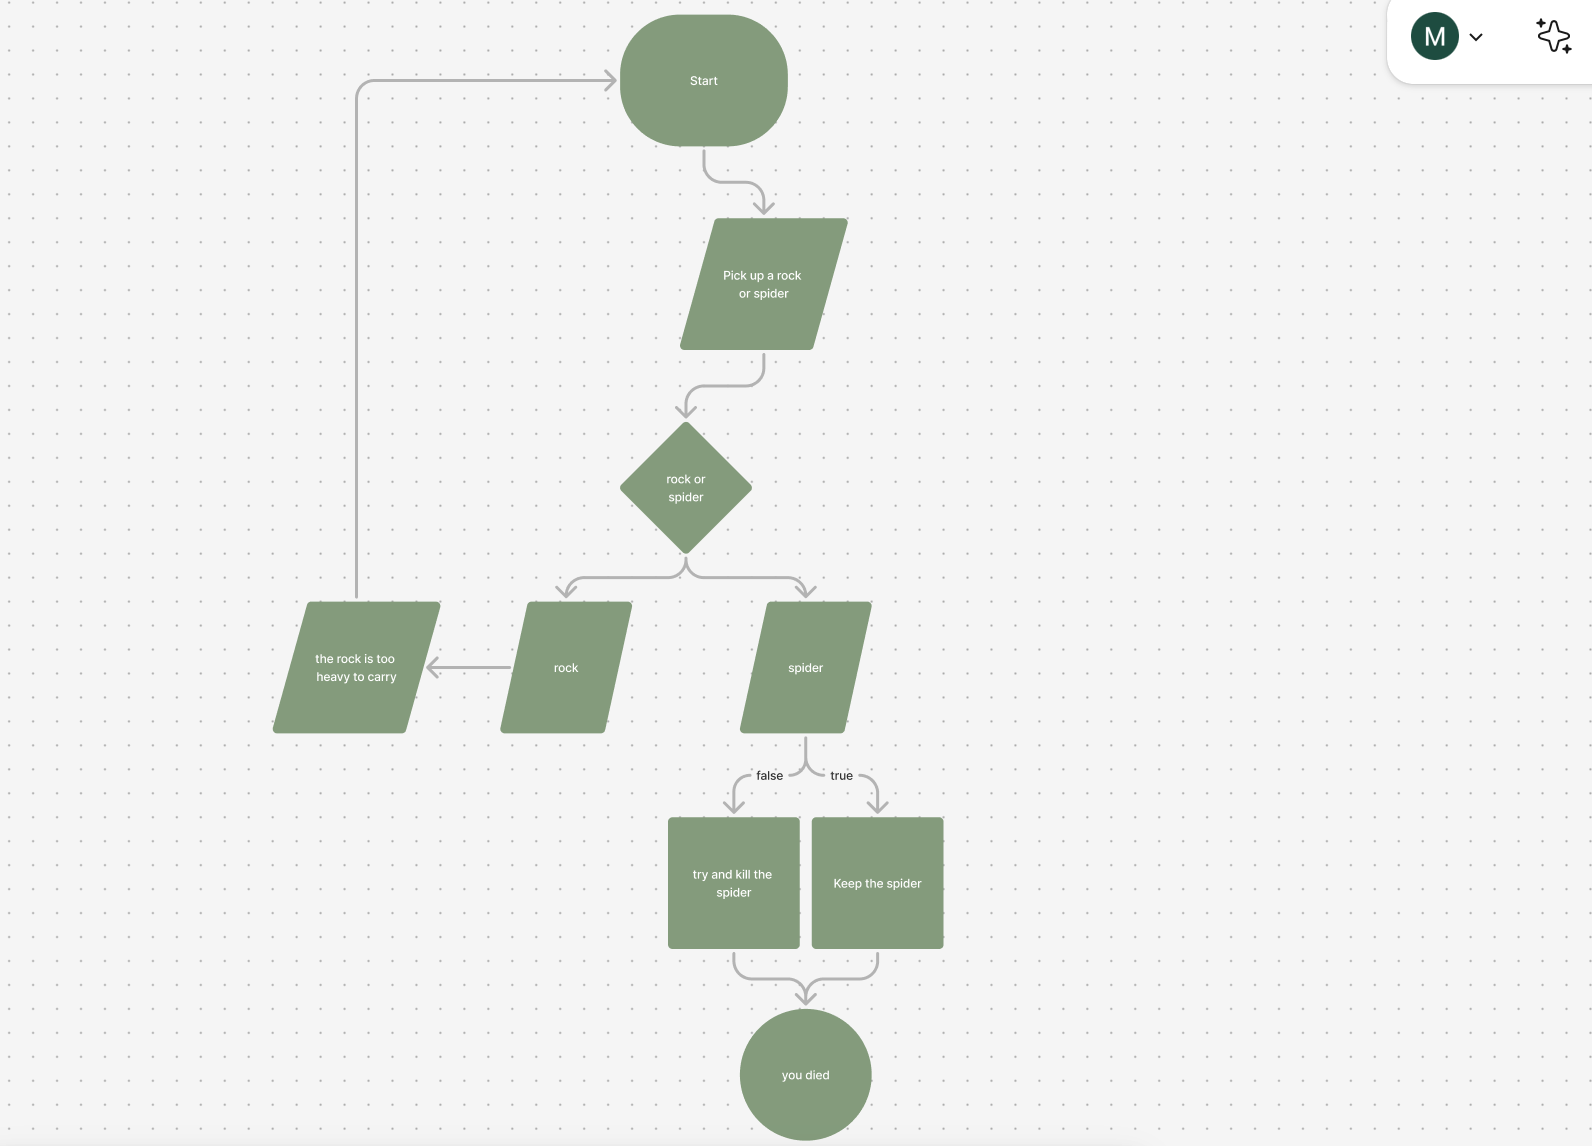 M
Start
Pick up a rock
or spider
rock or
spider
the rock is too
heavy to carry
rock
spider
false
true
try and kill the
spider
Keep the spider
you died